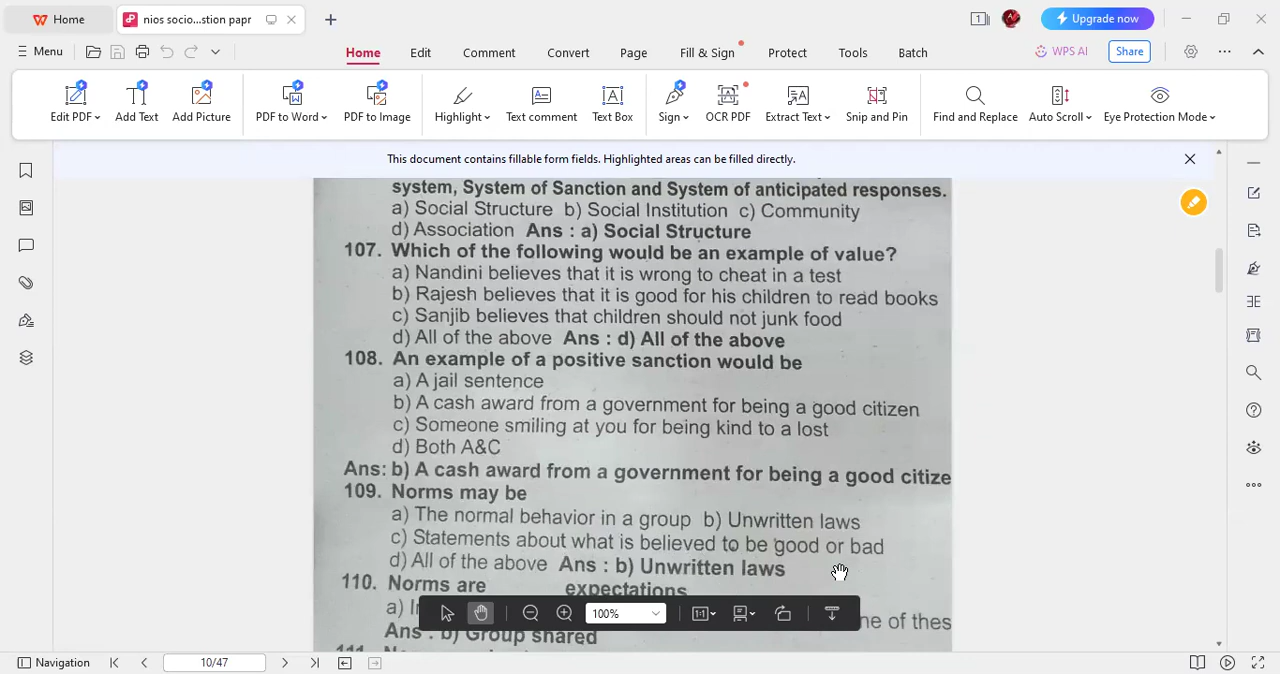 Home
nios socio...stion papr
1
Upgrade now
Menu
Home
Edit
Comment
Convert
Page
Fill & Sign
Protect
Tools
Batch
WPS AI
Share
Edit PDF
Add Text
Add Picture
PDF to Word
PDF to Image
Highlight
Text comment
Text Box
Sign
OCR PDF
Extract Text
Snip and Pin
Find and Replace
Auto Scroll
Eye Protection Mode
This document contains fillable form fields. Highlighted areas can be filled directly.
system, System of Sanction and System of anticipated responses.
a) Social Structure b) Social Institution c) Community
d) Association Ans : a) Social Structure
107. Which of the following would be an example of value?
a) Nandini believes that it is wrong to cheat in a test
b) Rajesh believes that it is good for his children to read books
c) Sanjib believes that children should not junk food
d) All of the above Ans : d) All of the above
108. An example of a positive sanction would be
a) A jail sentence
b) A cash award from a government for being a good citizen
c) Someone smiling at you for being kind to a lost
d) Both A&C
Ans: b) A cash award from a government for being a good citize
109. Norms may be
a) The normal behavior in a group b) Unwritten laws
c) Statements about what is believed to be good or bad
d) All of the above Ans : b) Unwritten laws
110. Norms are expectations
a)
of thes
Ans : b) Group shared
100%
1:1
Navigation
10/47